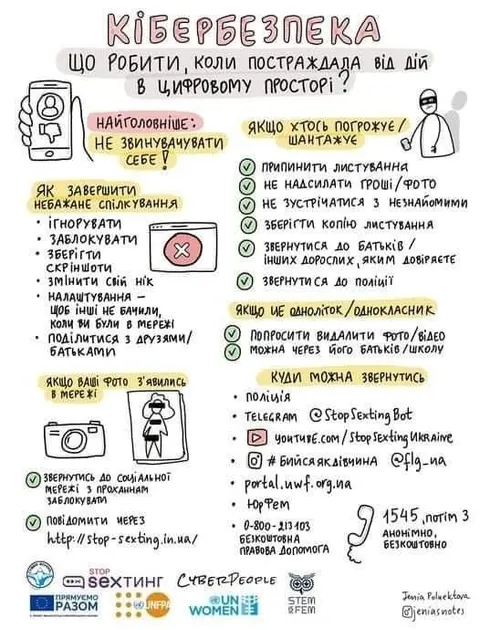 КІБЕРБЕЗПЕКА
ЩО РОБИТИ, КОЛИ ПОСТРАЖДАЛА ВІД ДІЙ
В ЦИФРОВОМУ ПРОСТОРІ?
НАЙГОЛОВНІШЕ:
НЕ ЗВИНУВАЧУВАТИ
СЕБЕ!
ЯК ЗАВЕРШИТИ
НЕБАЖАНЕ СПІЛКУВАННЯ
• ІГНОРУВАТИ
• ЗАБЛОКУВАТИ
• ЗБЕРІГТИ
СКРІНШОТИ
• ЗМІНИТИ СВІЙ НІК
• НАЛАШТУВАННЯ –
ЩОБ ІНШІ НЕ БАЧИЛИ,
КОЛИ ВИ БУЛИ В МЕРЕЖІ
• ПОДІЛИТИСЯ З ДРУЗЯМИ/
БАТЬКАМИ
ЯКЩО ВАШІ ФОТО З'ЯВИЛИСЬ
В МЕРЕЖІ
ЗВЕРНУТИСЬ ДО СОЦІАЛЬНОЇ
МЕРЕЖІ З ПРОХАННЯМ
ЗАБЛОКУВАТИ
ПОВІДОМИТИ ЧЕРЕЗ
http://stop-sexting.in.ua/
ЯКЩО ХТОСЬ ПОГРОЖУЄ/
ШАНТАЖУЄ
ПРИПИНИТИ ЛИСТУВАННЯ
НЕ НАДСИЛАТИ ГРОШІ/ФОТО
НЕ ЗУСТРІЧАТИСЯ З НЕЗНАЙОМИМИ
ЗБЕРІГТИ КОПІЮ ЛИСТУВАННЯ
ЗВЕРНУТИСЯ ДО БАТЬКІВ/
ІНШИХ ДОРОСЛИХ, ЯКИМ ДОВІРЯЄТЕ
ЗВЕРНУТИСЯ ДО ПОЛІЦІЇ
ЯКЩО ЦЕ ОДНОЛІТОК/ОДНОКЛАСНИК
ПОПРОСИТИ ВИДАЛИТИ ФОТО/ВІДЕО
МОЖНА ЧЕРЕЗ ЙОГО БАТЬКІВ/ШКОЛУ
КУДИ МОЖНА ЗВЕРНУТИСЬ
• ПОЛІЦІЯ
• TELEGRAM @StopSextingBot
• youtube.com/StopSextingUkraine
• #БИЙСЯЯКДІВЧИНА @flg_ua
• portal.uwf.org.ua
• ЮрФем
• 0-800-213103
БЕЗКОШТОВНА
ПРАВОВА ДОПОМОГА
1545, потім 3
АНОНІМНО,
БЕЗКОШТОВНО
STOP
SEXТИНГ
CYBERPEOPLE
STEM
&FEM
ПРЯМУЄМО
РАЗОМ
UNFPA
UN
WOMEN
Jenia Poluektova
@jeniasnotes